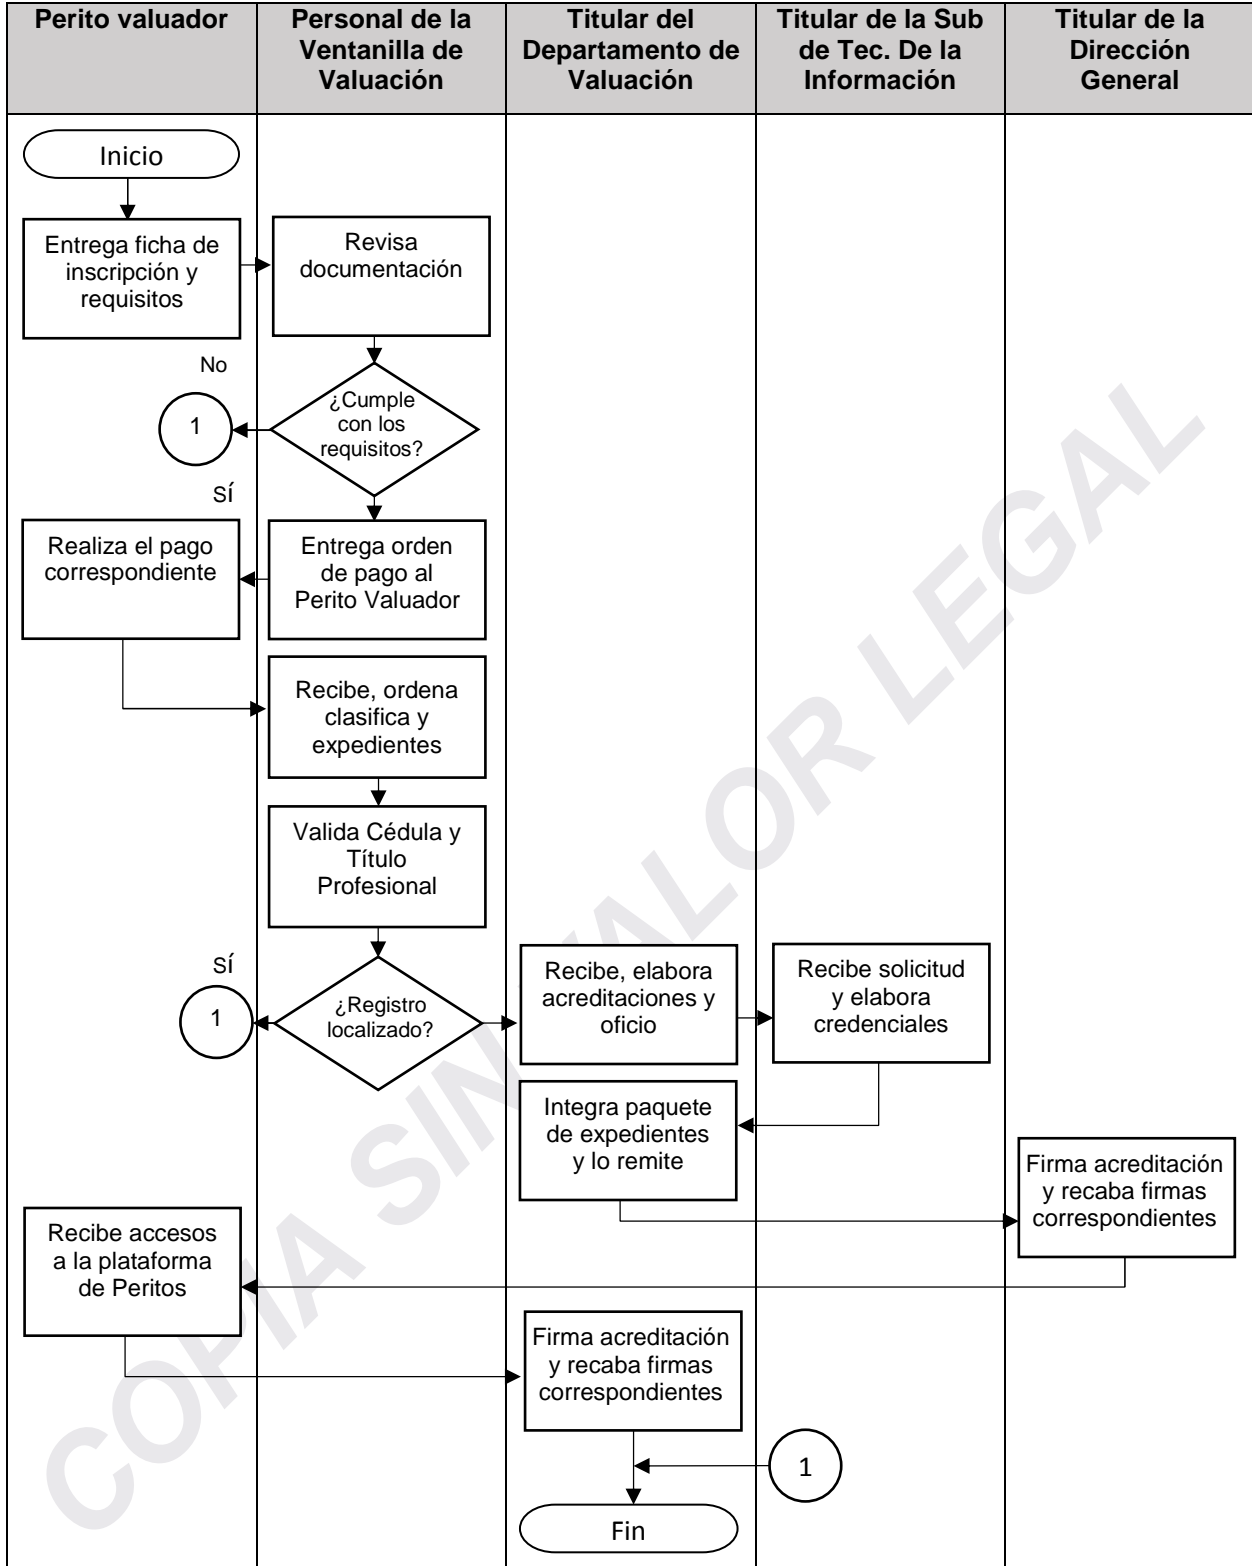 Perito valuador
Personal de la
Ventanilla de
Valuación
Titular del
Departamento de
Valuación
Titular de la Sub
de Tec. De la
Información
Titular de la
Dirección
General
Inicio
Entrega ficha de
inscripción y
requisitos
Revisa
documentación
No
1
¿Cumple
con los
requisitos?
SÍ
Realiza el pago
correspondiente
Entrega orden
de pago al
Perito Valuador
Recibe, ordena
clasifica y
expedientes
Valida Cédula y
Título
Profesional
SÍ
1
¿Registro
localizado?
Recibe, elabora
acreditaciones y
oficio
Recibe solicitud
y elabora
credenciales
Integra paquete
de expedientes
y lo remite
Firma acreditación
y recaba firmas
correspondientes
Recibe accesos
a la plataforma
de Peritos
Firma acreditación
y recaba firmas
correspondientes
1
Fin
COPIA SIN VALOR LEGAL